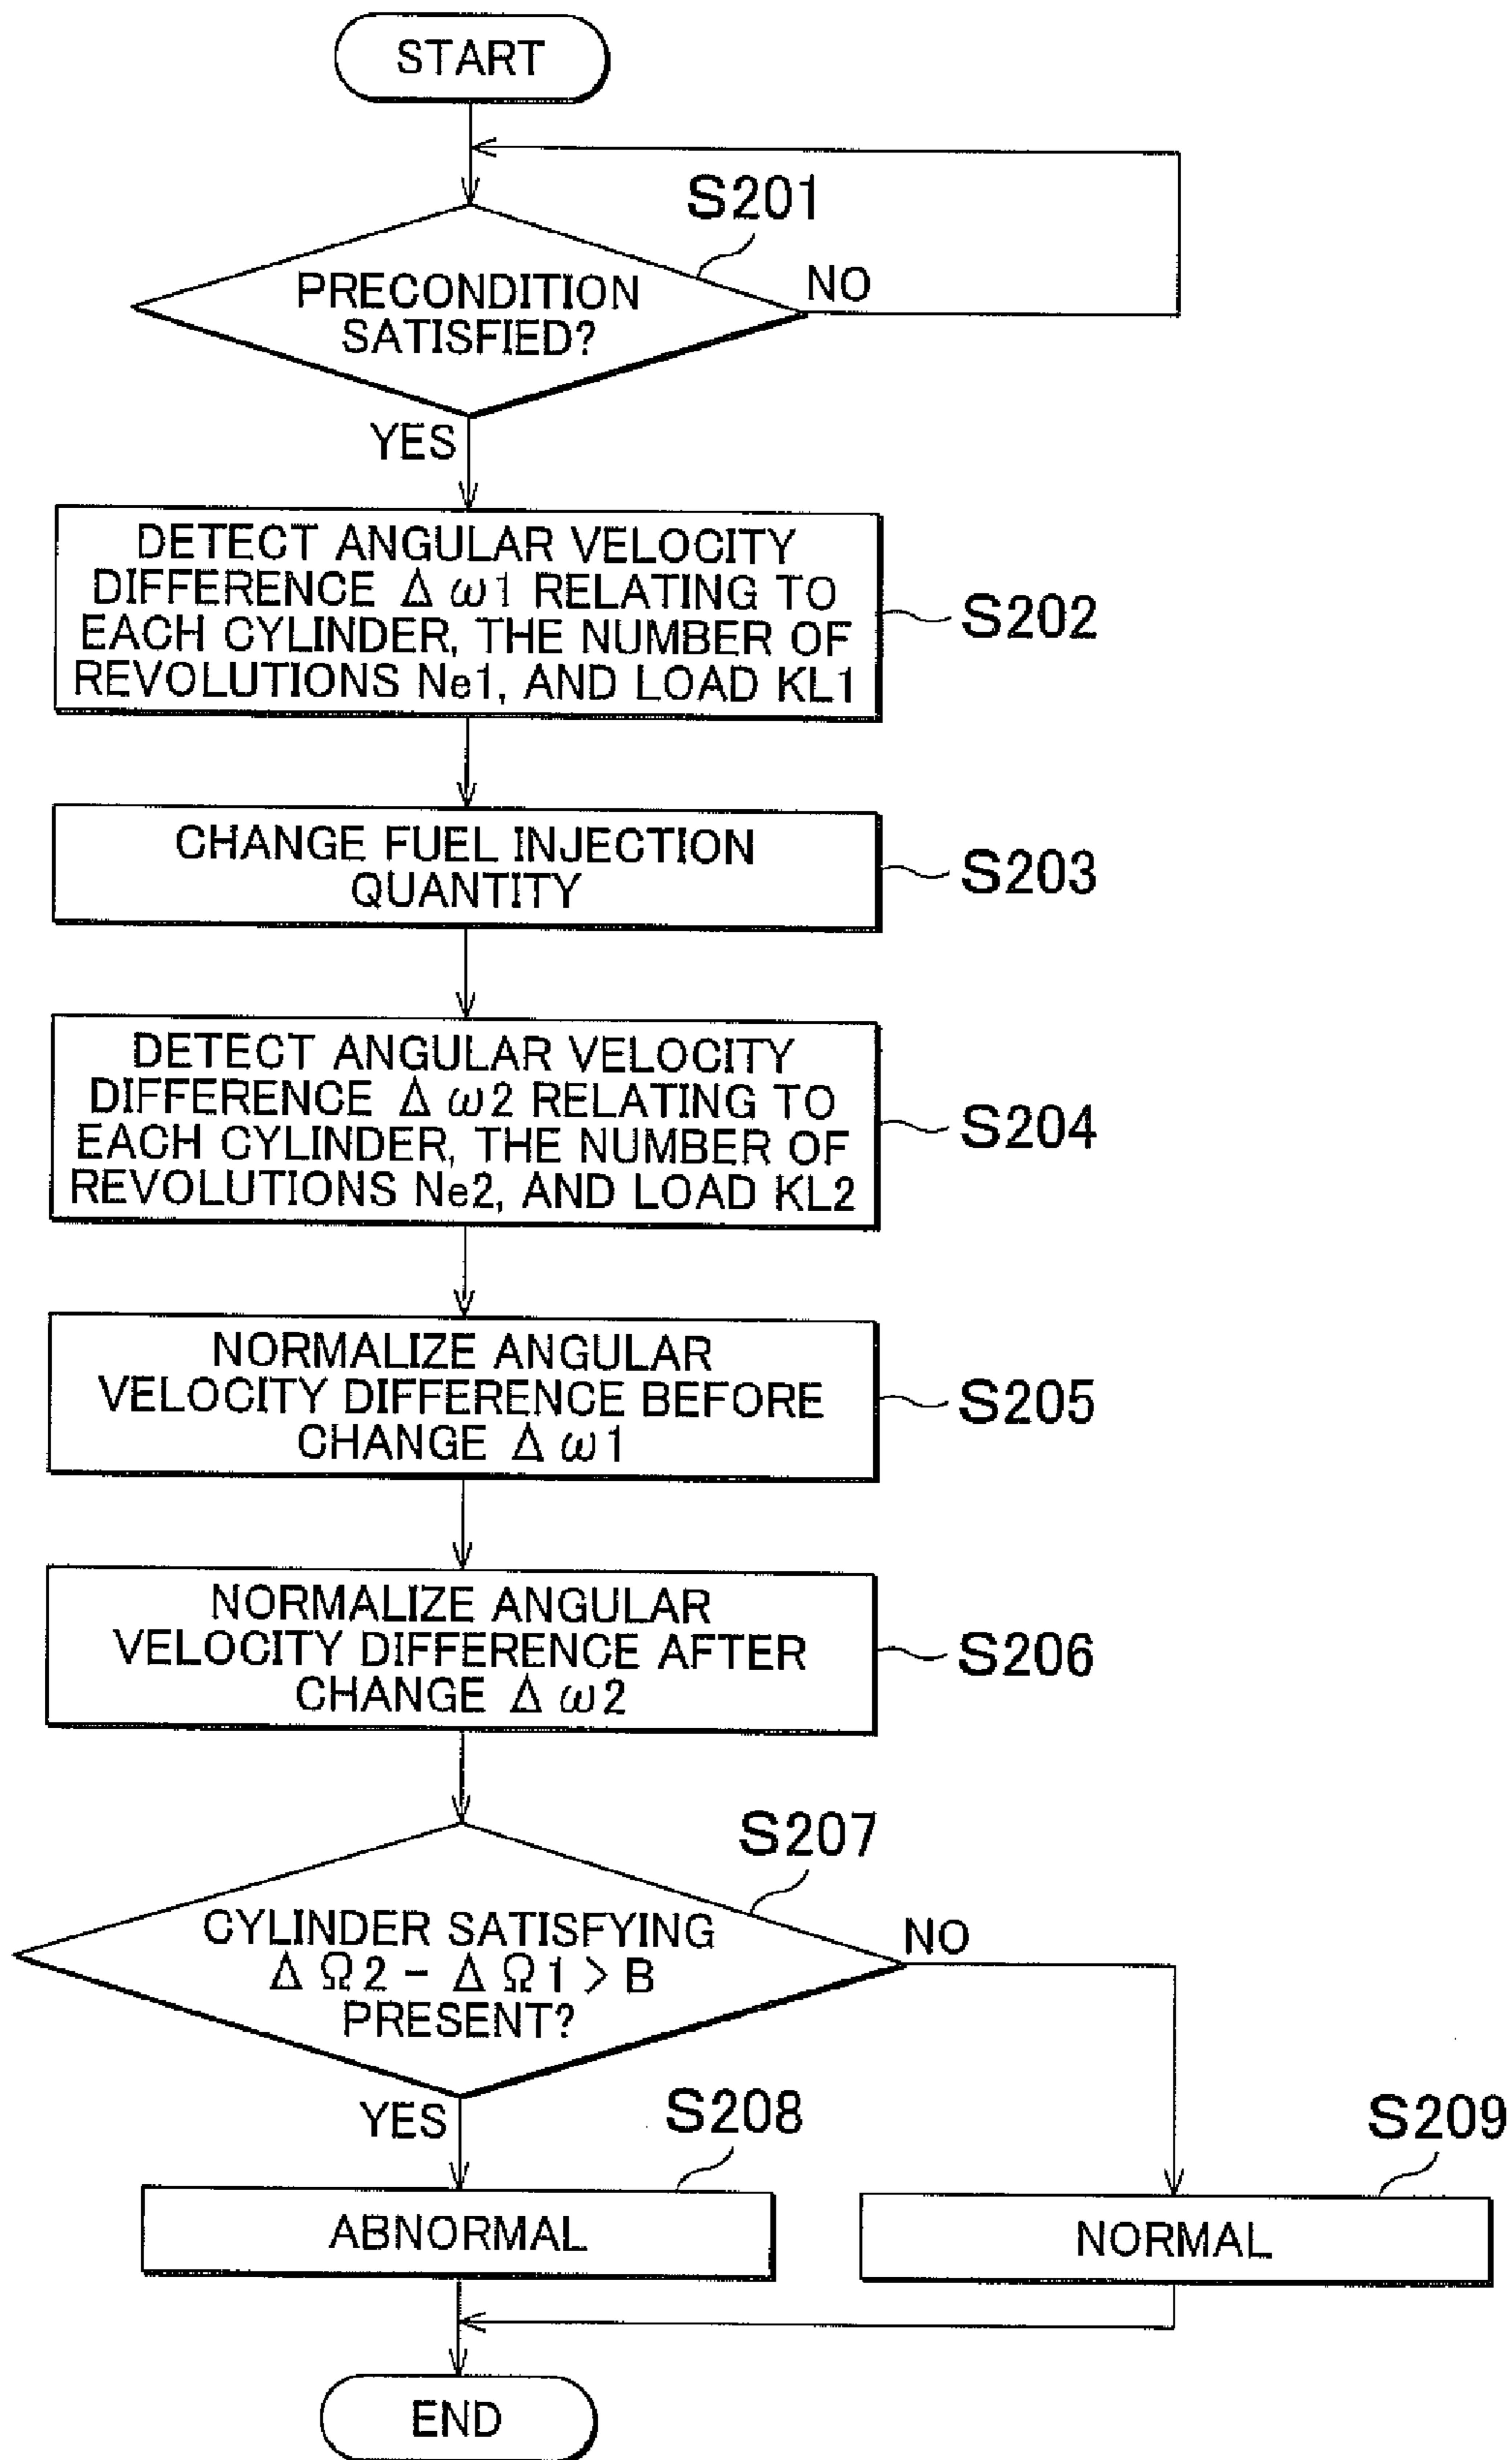 START
S201
PRECONDITION
SATISFIED?
NO
YES
DETECT ANGULAR VELOCITY
DIFFERENCE Δω1 RELATING TO
EACH CYLINDER, THE NUMBER OF
REVOLUTIONS Ne1, AND LOAD KL1
S202
CHANGE FUEL INJECTION
QUANTITY
S203
DETECT ANGULAR VELOCITY
DIFFERENCE Δω2 RELATING TO
EACH CYLINDER, THE NUMBER OF
REVOLUTIONS Ne2, AND LOAD KL2
S204
NORMALIZE ANGULAR
VELOCITY DIFFERENCE BEFORE
CHANGE Δω1
S205
NORMALIZE ANGULAR
VELOCITY DIFFERENCE AFTER
CHANGE Δω2
S206
S207
CYLINDER SATISFYING
ΔΩ2 - ΔΩ1 > B
PRESENT?
NO
YES
S208
S209
ABNORMAL
NORMAL
END